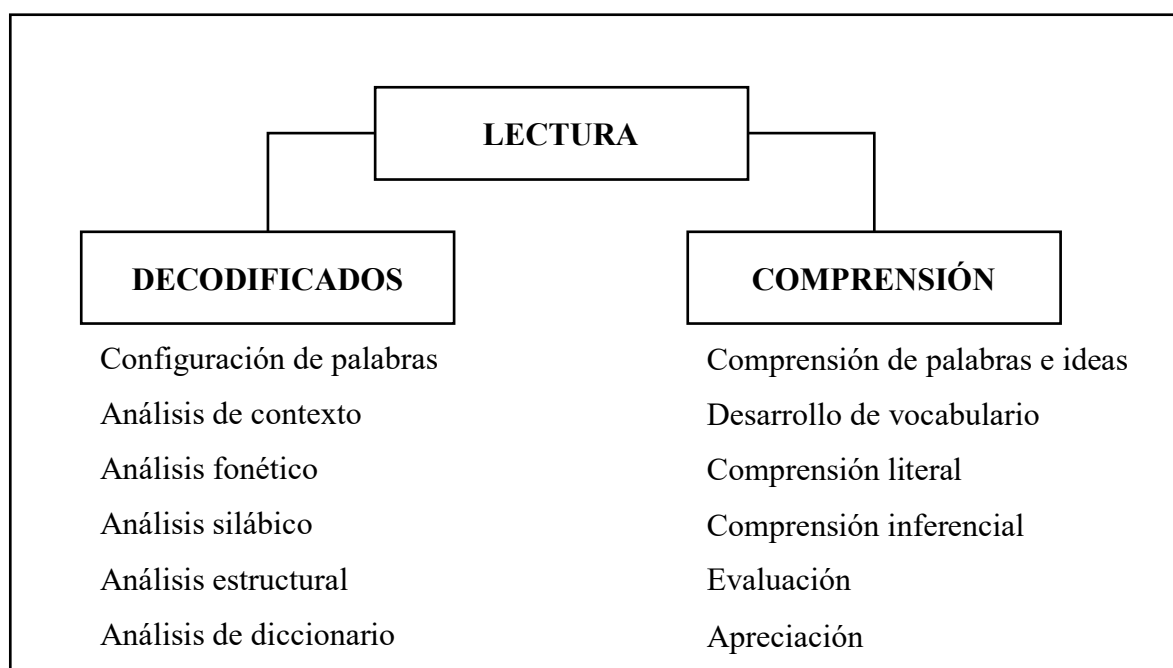 LECTURA
DECODIFICADOS
Configuración de palabras
Análisis de contexto
Análisis fonético
Análisis silábico
Análisis estructural
Análisis de diccionario
COMPRENSIÓN
Comprensión de palabras e ideas
Desarrollo de vocabulario
Comprensión literal
Comprensión inferencial
Evaluación
Apreciación